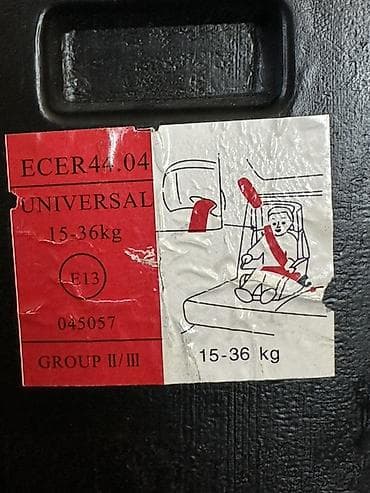 ECER44.04
UNIVERSAL
15-36kg
E13
045057
GROUP II/III
15-36 kg